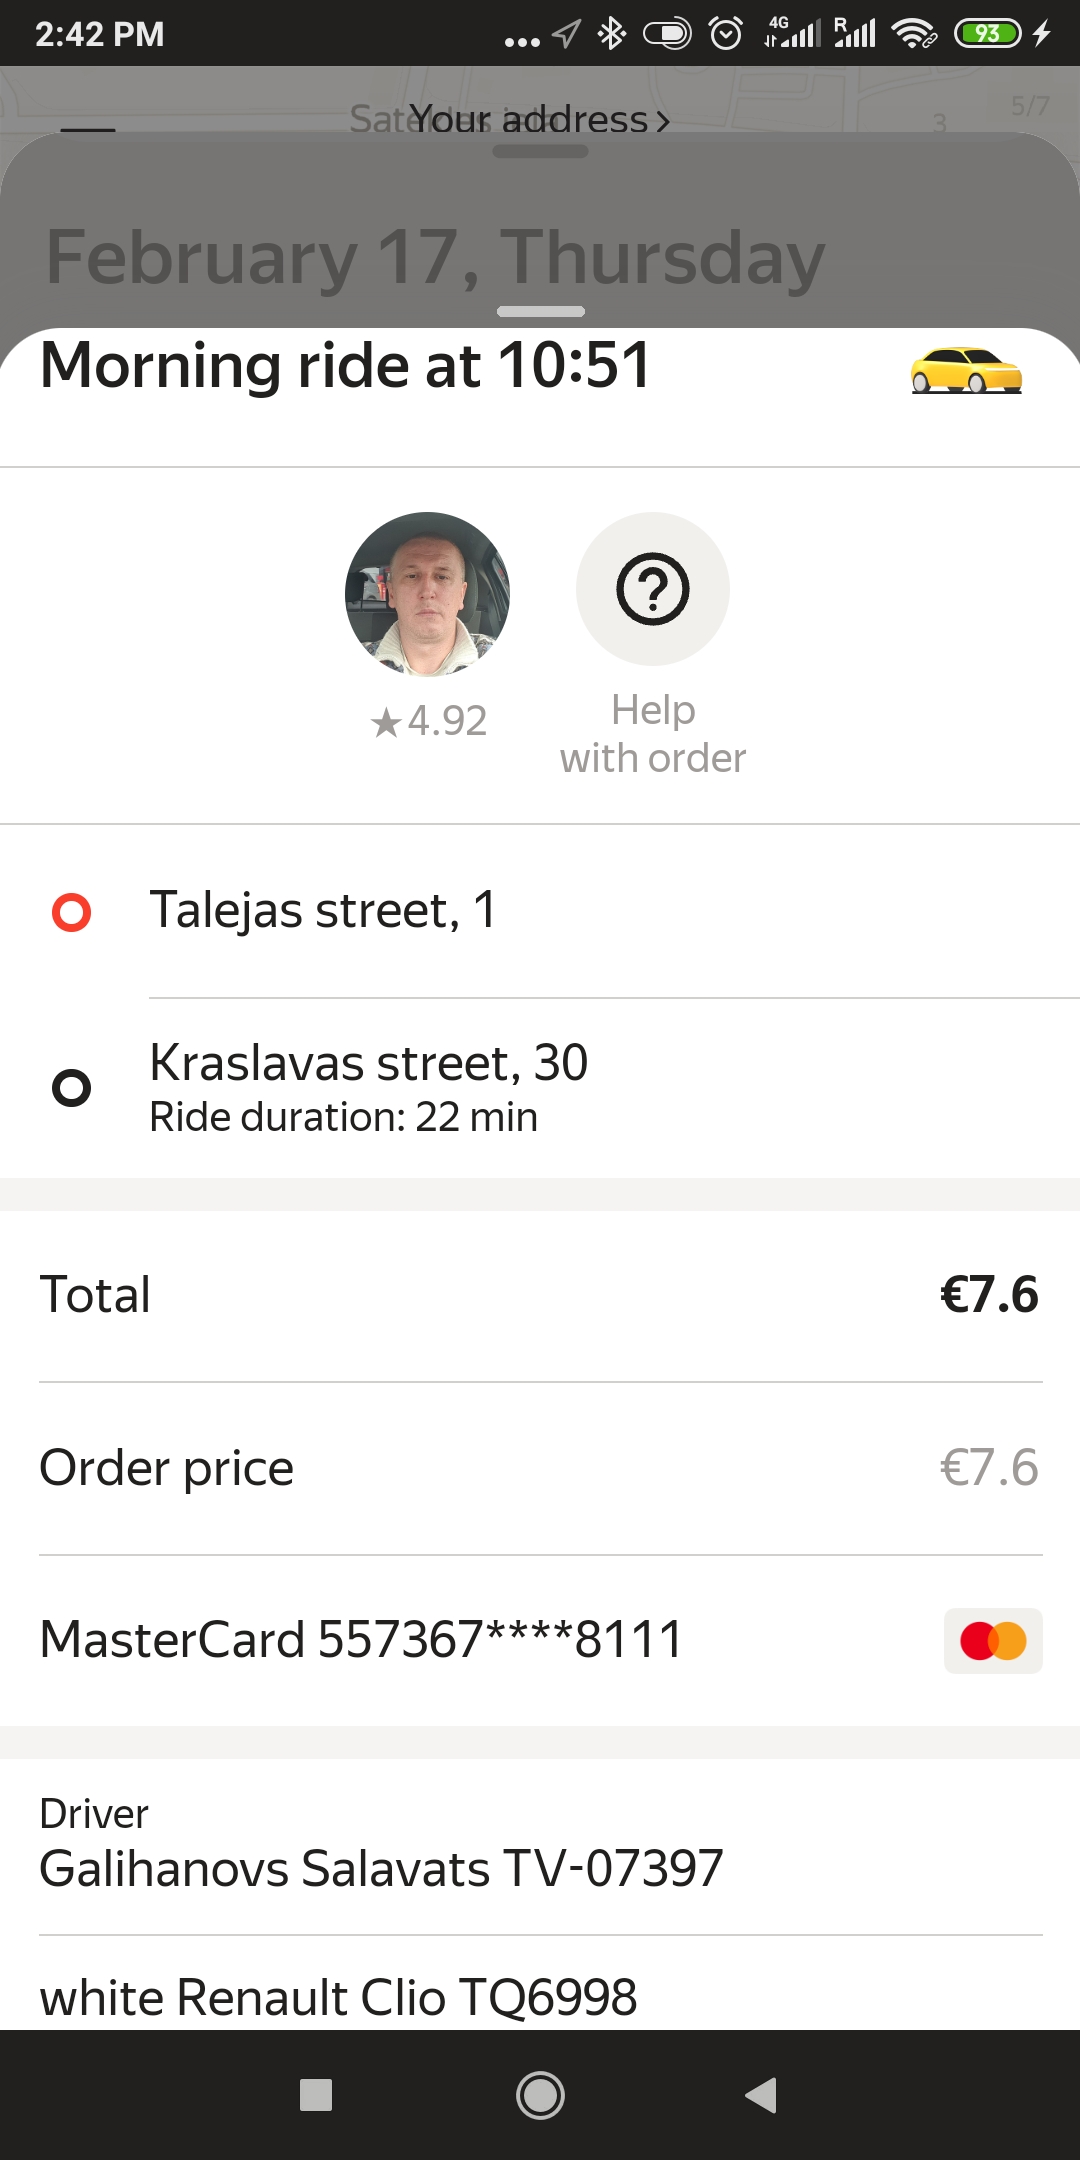 2:42 PM
4G
R
93
Your address
5/7
3
February 17, Thursday
Morning ride at 10:51
4.92
Help
with order
Talejas street, 1
Kraslavas street, 30
Ride duration: 22 min
Total
€7.6
Order price
€7.6
MasterCard 557367****8111
Driver
Galihanovs Salavats TV-07397
white Renault Clio TQ6998